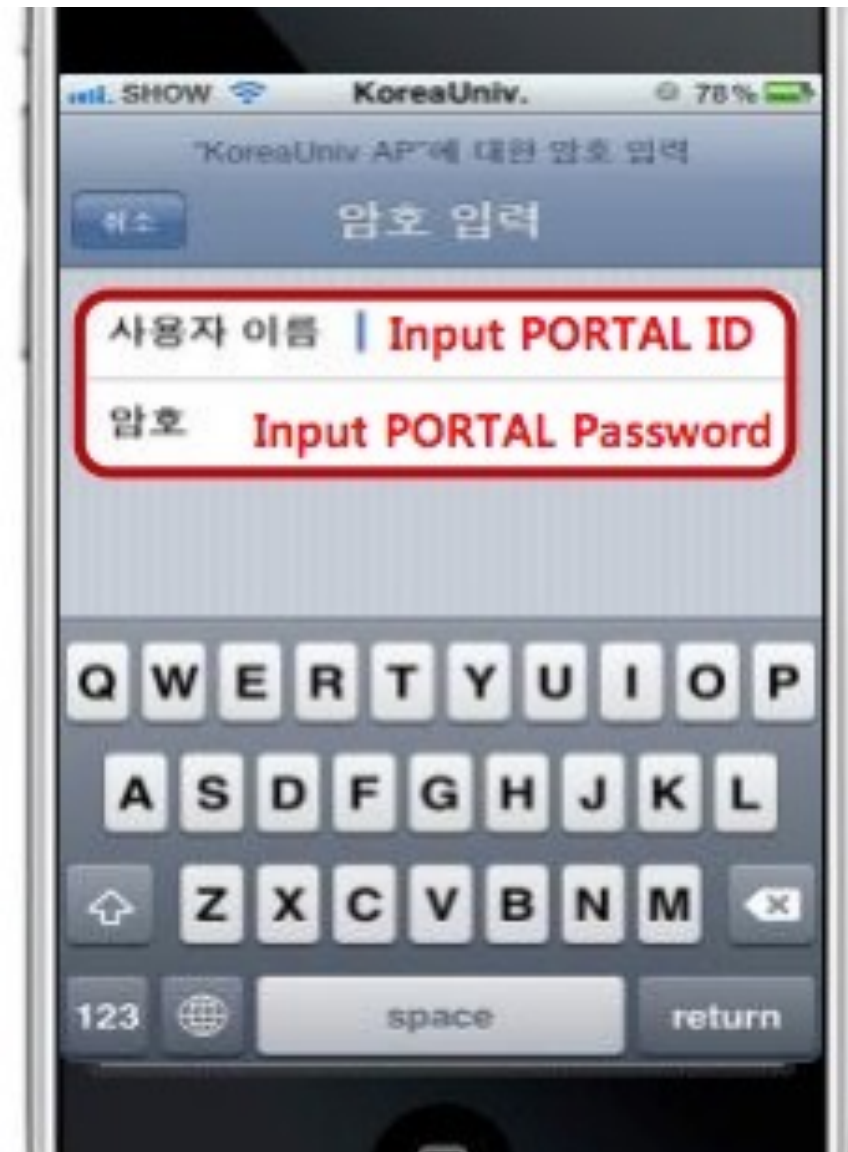 SHOW KoreaUniv. 78%
"KoreaUniv AP"에 대한 암호 입력
취소 암호 입력
사용자 이름 Input PORTAL ID
암호 Input PORTAL Password
Q W E R T Y U I O P
A S D F G H J K L
Z X C V B N M
123 space return